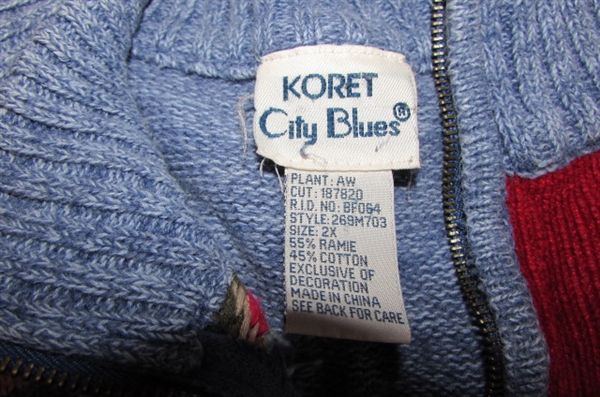 KORET
City Blues®
PLANT: AW
CUT: 187820
R.I.D. NO: BF064
STYLE: 269M703
SIZE: 2X
55% RAMIE
45% COTTON
EXCLUSIVE OF
DECORATION
MADE IN CHINA
SEE BACK FOR CARE